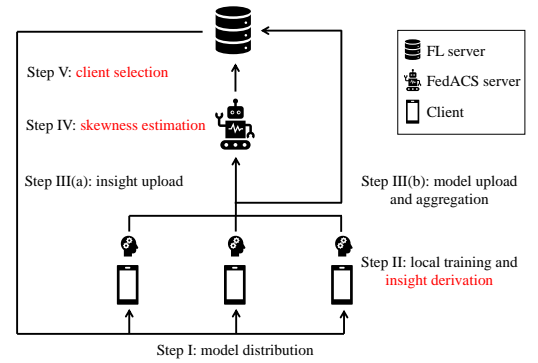 FL server
FedACS server
Client
Step V: client selection
Step IV: skewness estimation
Step III(a): insight upload
Step III(b): model upload
and aggregation
Step II: local training and
insight derivation
Step I: model distribution